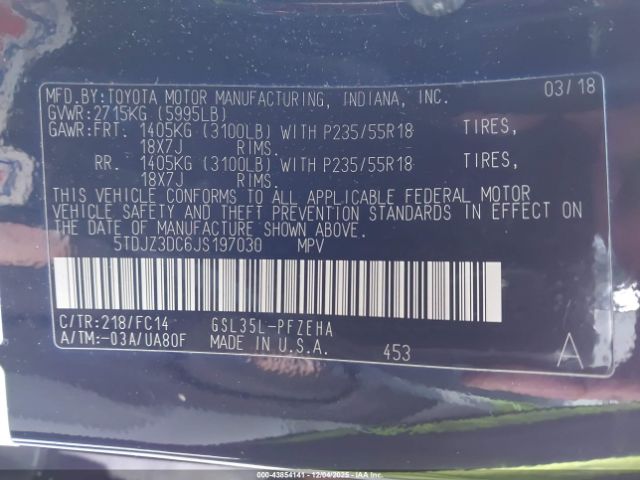 MFD.BY:TOYOTA MOTOR MANUFACTURING, INDIANA, INC. 03/18
GVWR:2715KG (5995LB)
GAWR:FRT. 1405KG (3100LB) WITH P235/55R18 TIRES,
18X7J RIMS.
RR. 1405KG (3100LB) WITH P235/55R18 TIRES,
18X7J RIMS.
THIS VEHICLE CONFORMS TO ALL APPLICABLE FEDERAL MOTOR
VEHICLE SAFETY AND THEFT PREVENTION STANDARDS IN EFFECT ON
THE DATE OF MANUFACTURE SHOWN ABOVE.
5TDJZ3DC6JS197030 MPV
C/TR:218/FC14 GSL35L-PFZEHA
A/TM:-03A/UA80F MADE IN U.S.A. 453 A
000-43854141 - 12/04/2025 - IAAI.COM